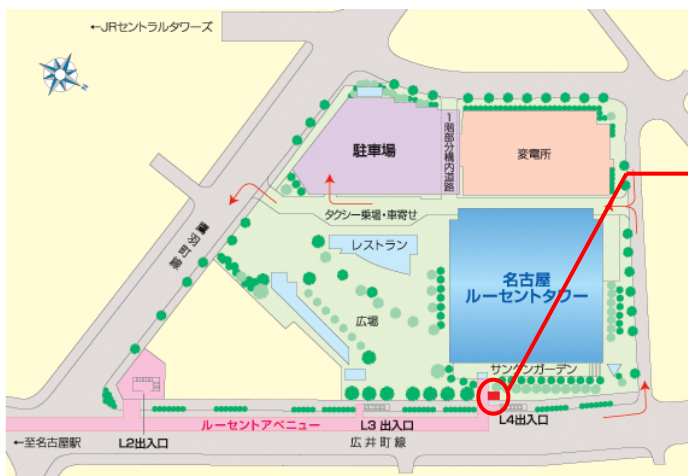 ←JRセントラルタワーズ
N
駐車場
1階部分構内道路
変電所
タクシー乗場・車寄せ
レストラン
名古屋
ルーセントタワー
広場
サンクンガーデン
ルーセントアベニュー
L3 出入口
L4出入口
←至名古屋駅
L2出入口
広井町線